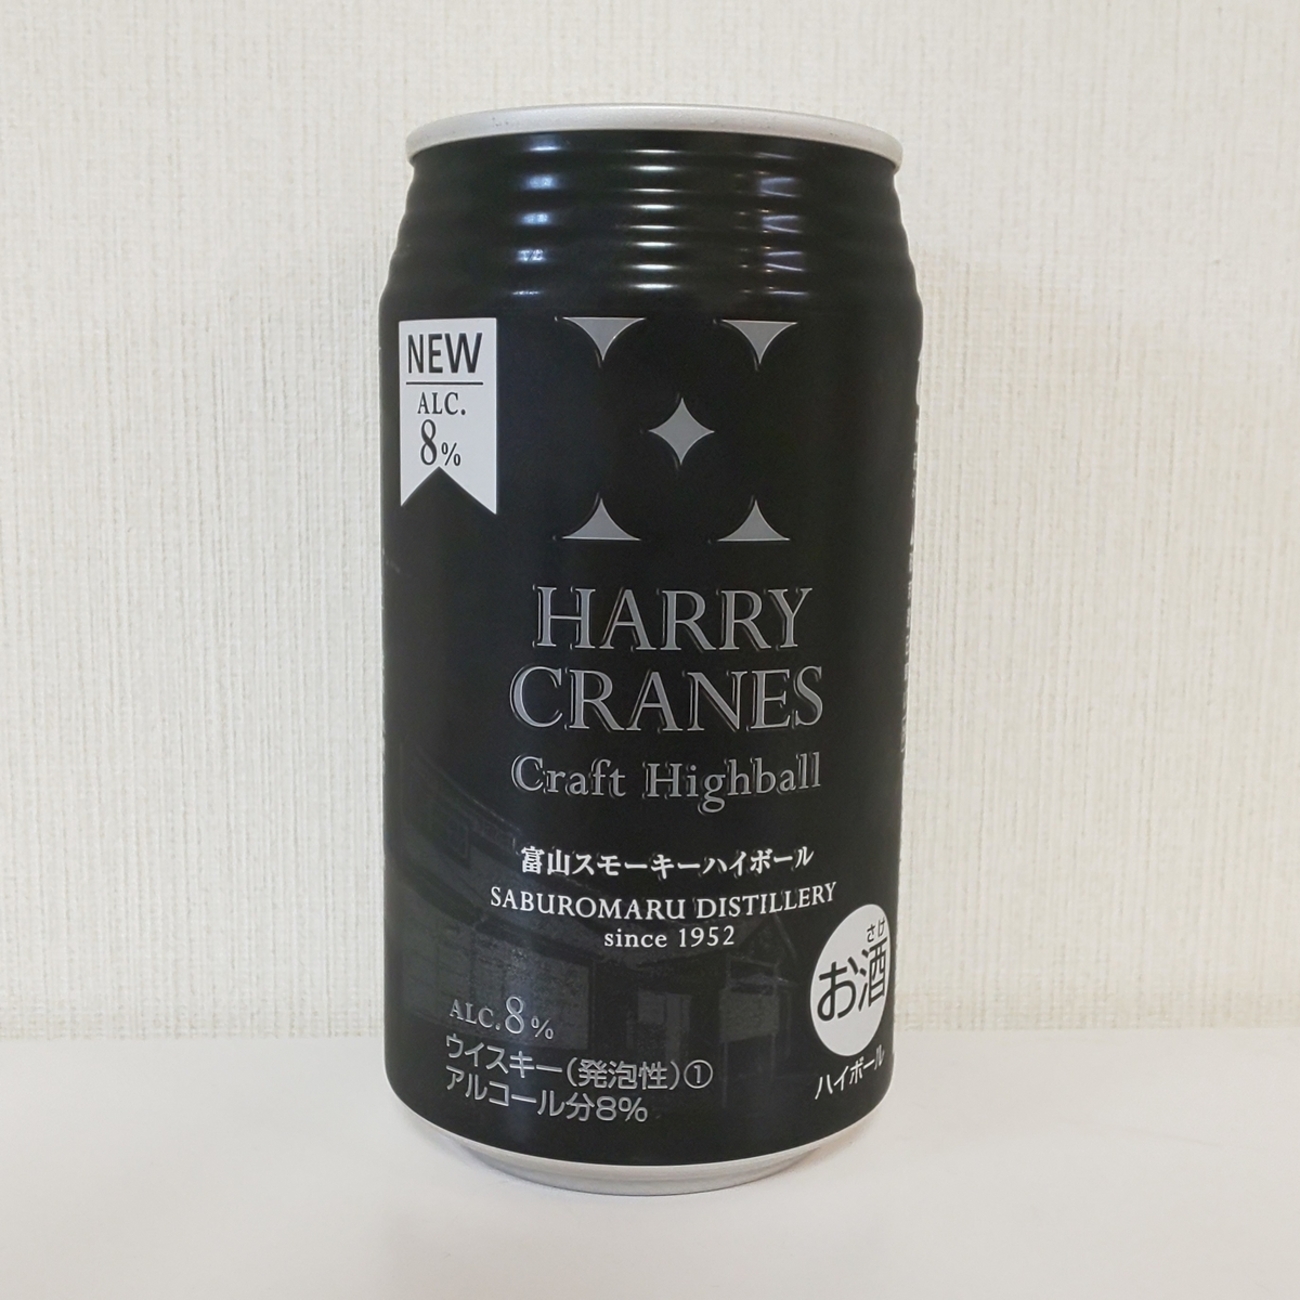 NEW
ALC.
8%
HARRY
CRANES
Craft Highball
富山スモーキーハイボール
SABUROMARU DISTILLERY
since 1952
ALC.8%
ウイスキー(発泡性)①
アルコール分8%
さけ
お酒
ハイボール